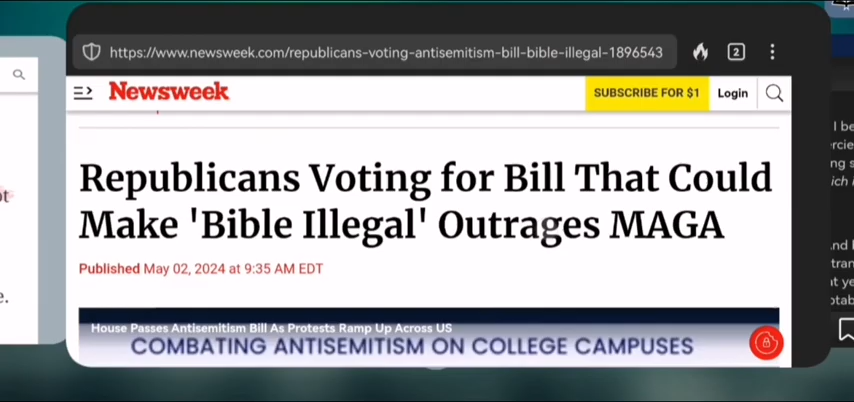 https://www.newsweek.com/republicans-voting-antisemitism-bill-bible-illegal-1896543
2
Newsweek
SUBSCRIBE FOR $1
Login
Republicans Voting for Bill That Could
Make 'Bible Illegal' Outrages MAGA
Published May 02, 2024 at 9:35 AM EDT
House Passes Antisemitism Bill As Protests Ramp Up Across US
COMBATING ANTISEMITISM ON COLLEGE CAMPUSES